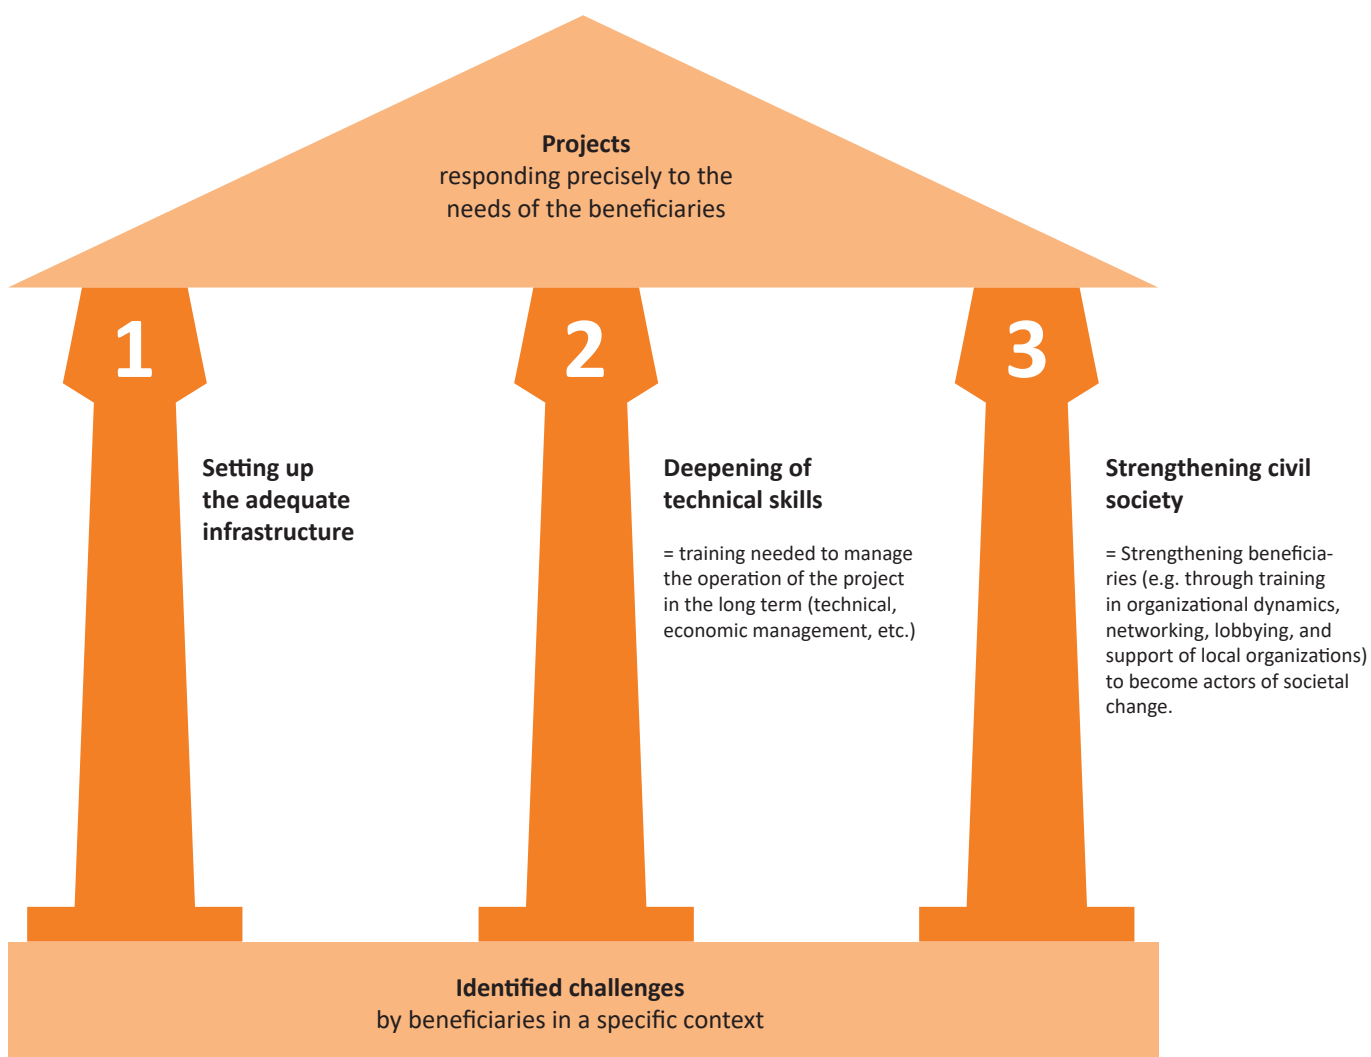 Projects
responding precisely to the
needs of the beneficiaries
1
2
3
Setting up
the adequate
infrastructure
Deepening of
technical skills
= training needed to manage
the operation of the project
in the long term (technical,
economic management, etc.)
Strengthening civil
society
= Strengthening beneficia-
ries (e.g. through training
in organizational dynamics,
networking, lobbying, and
support of local organizations)
to become actors of societal
change.
Identified challenges
by beneficiaries in a specific context